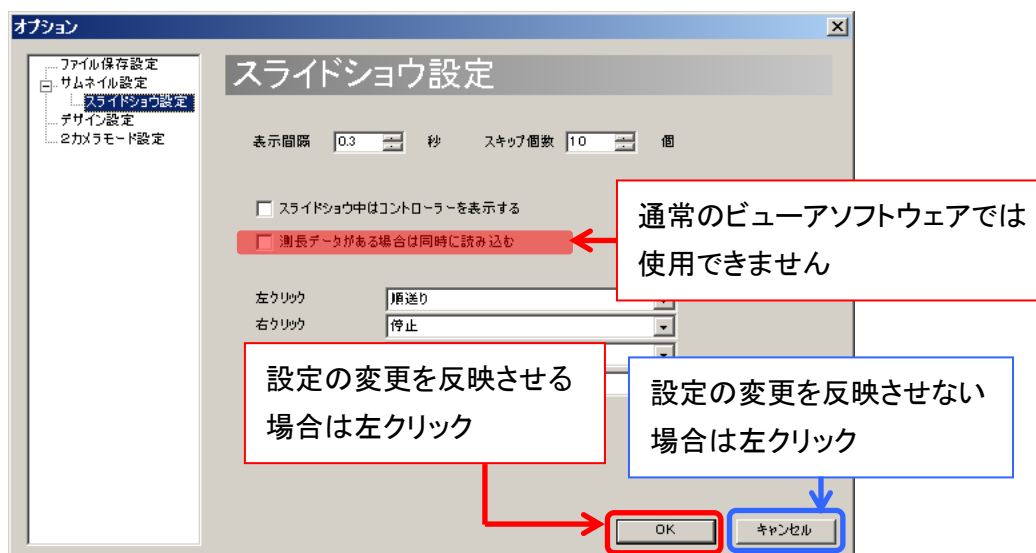 オプション
ファイル保存設定
サムネイル設定
スライドショウ設定
デザイン設定
2カメラモード設定
スライドショウ設定
表示間隔 0.3 秒 スキップ個数 10 個
スライドショウ中はコントローラーを表示する
測長データがある場合は同時に読み込む
通常のビューアソフトウェアでは
使用できません
左クリック 順送り
右クリック 停止
設定の変更を反映させる
場合は左クリック
設定の変更を反映させない
場合は左クリック
OK キャンセル